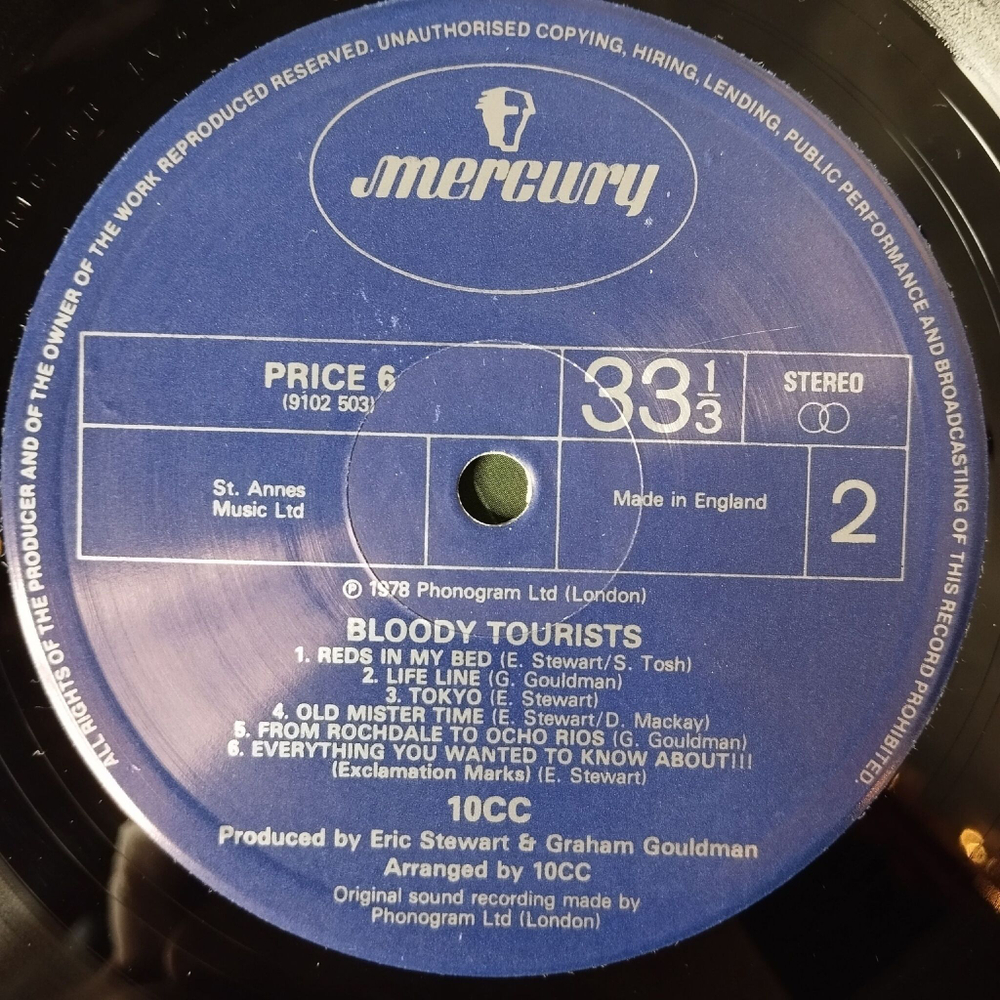 ALL RIGHTS OF THE PRODUCER AND OF THE OWNER OF THE WORK REPRODUCED RESERVED. UNAUTHORISED COPYING, HIRING, LENDING, PUBLIC PERFORMANCE AND BROADCASTING OF THIS RECORD PROHIBITED.
mercury
PRICE 6
(9102 503)
33 1/3
STEREO
St. Annes
Music Ltd
Made in England
2
Ⓟ 1978 Phonogram Ltd (London)
BLOODY TOURISTS
1. REDS IN MY BED (E. Stewart/S. Tosh)
2. LIFE LINE (G. Gouldman)
3. TOKYO (E. Stewart)
4. OLD MISTER TIME (E. Stewart/D. Mackay)
5. FROM ROCHDALE TO OCHO RIOS (G. Gouldman)
6. EVERYTHING YOU WANTED TO KNOW ABOUT!!!
(Exclamation Marks) (E. Stewart)
10CC
Produced by Eric Stewart & Graham Gouldman
Arranged by 10CC
Original sound recording made by
Phonogram Ltd (London)